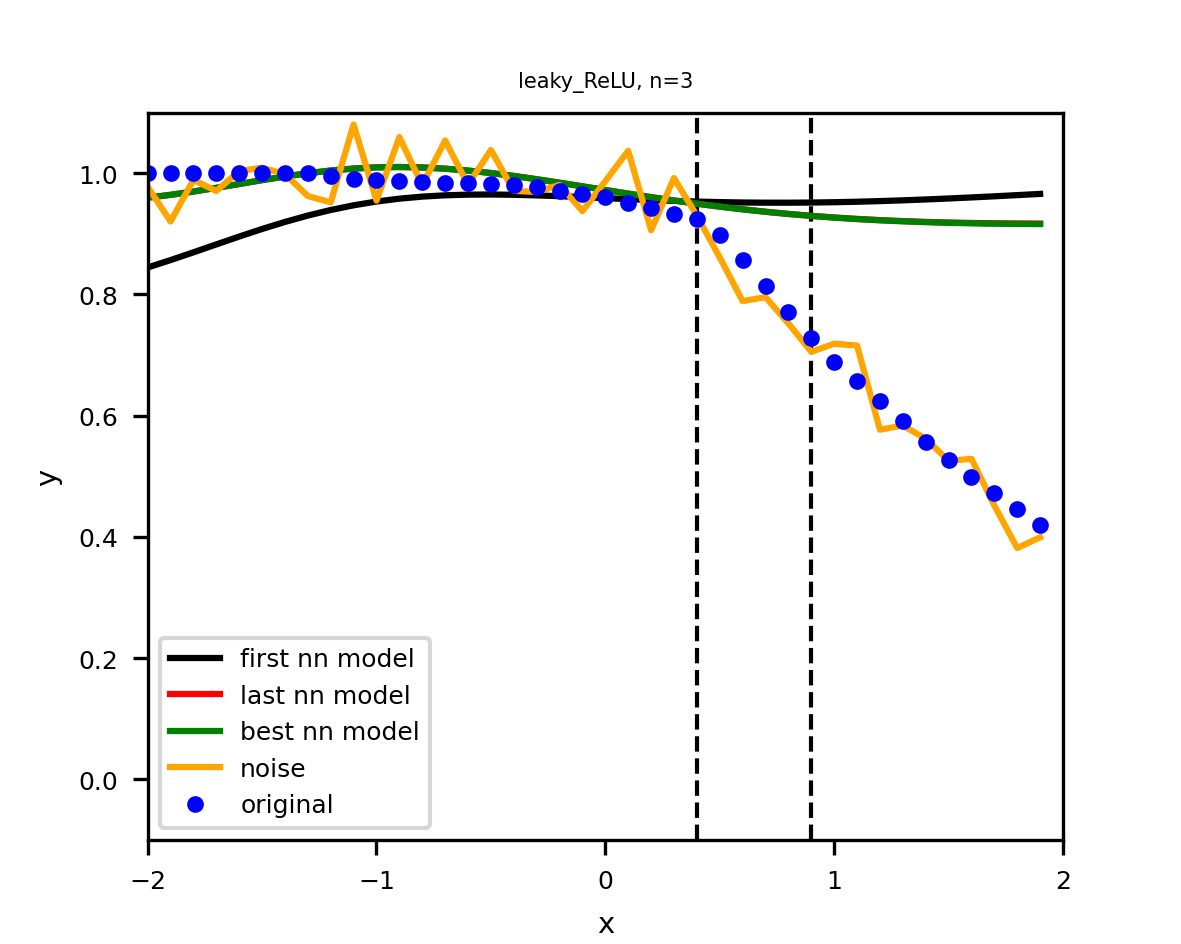 leaky_ReLU, n=3
1.0
0.8
0.6
0.4
0.2
0.0
y
first nn model
last nn model
best nn model
noise
original
−2
−1
0
1
2
x